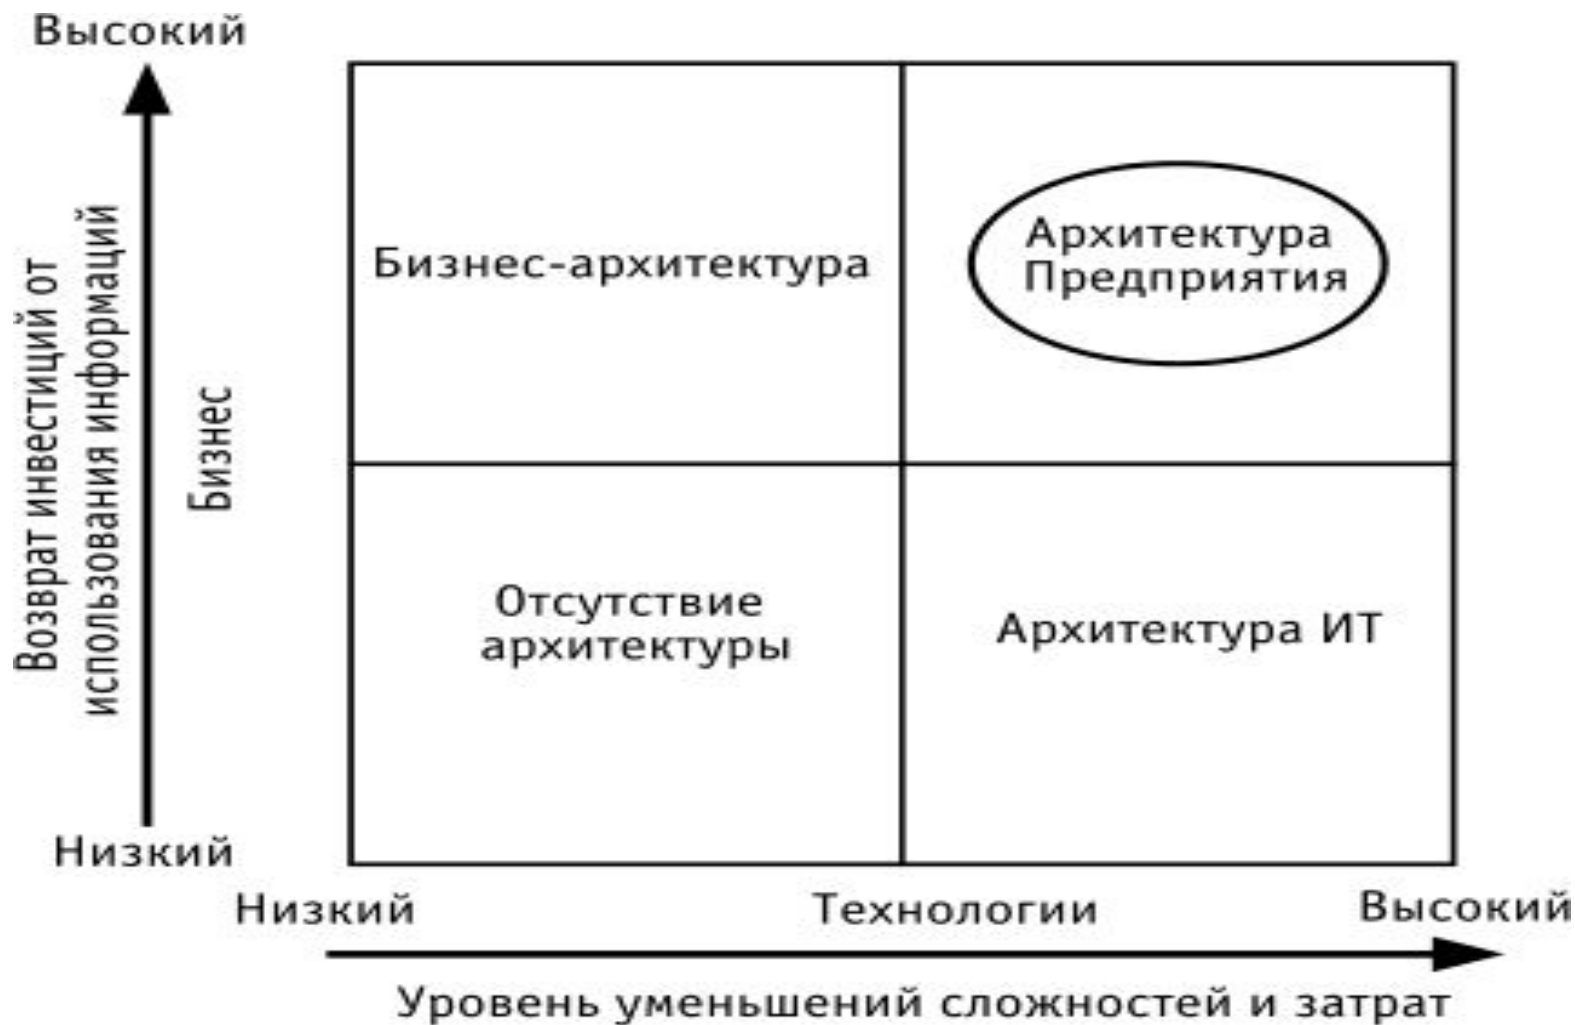 Высокий
Возврат инвестиций от
использования информаций
Бизнес
Низкий
Бизнес-архитектура
Архитектура
Предприятия
Отсутствие
архитектуры
Архитектура ИТ
Низкий
Технологии
Высокий
Уровень уменьшений сложностей и затрат